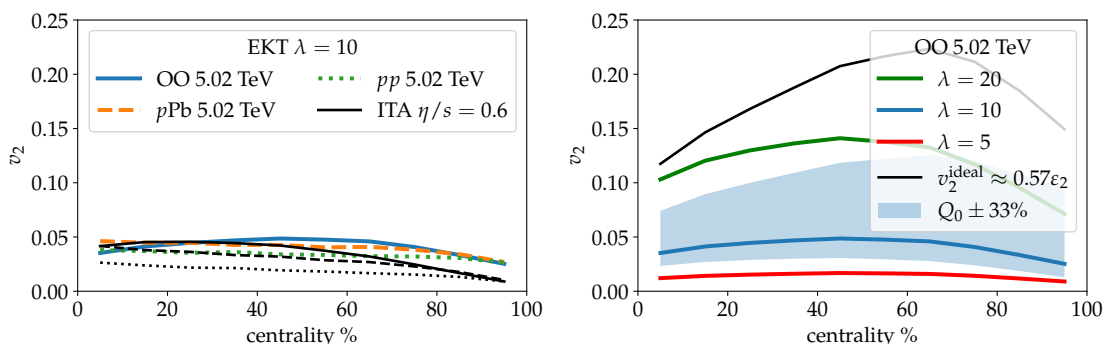 0.25
0.20
0.15
0.10
0.05
0.00
v₂
0 20 40 60 80 100
centrality %
EKT λ = 10
OO 5.02 TeV
pp 5.02 TeV
pPb 5.02 TeV
ITA η/s = 0.6
0.25
0.20
0.15
0.10
0.05
0.00
v₂
0 20 40 60 80 100
centrality %
OO 5.02 TeV
λ = 20
λ = 10
λ = 5
v₂^ideal ≈ 0.57ε₂
Q₀ ± 33%